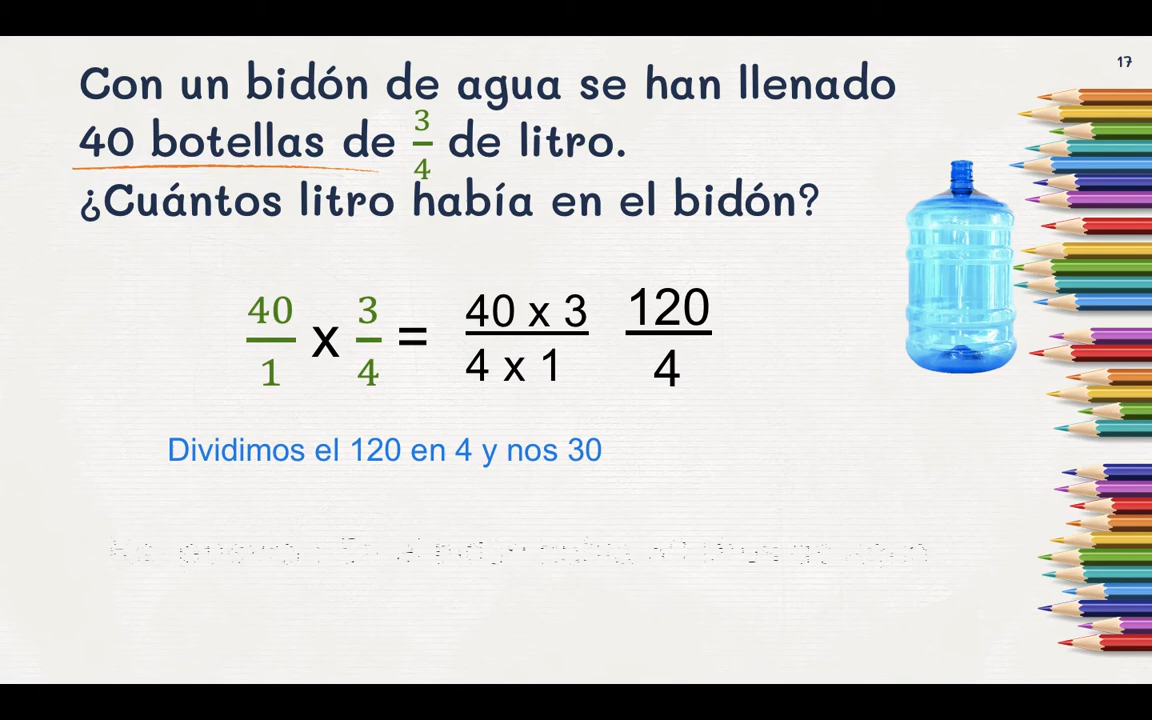 17
Con un bidón de agua se han llenado
40 botellas de 3/4 de litro.
¿Cuántos litro había en el bidón?
40/1 x 3/4 = 40 x 3/4 x 1 120/4
Dividimos el 120 en 4 y nos 30